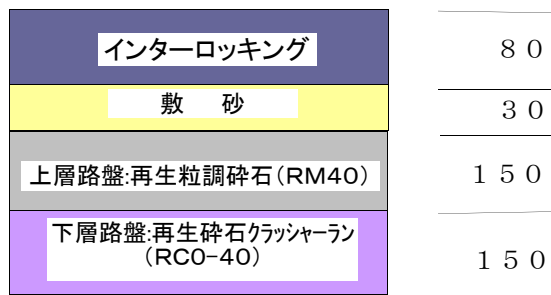 インターロッキング
８０
敷　砂
３０
上層路盤:再生粒調砕石（RM40）
１５０
下層路盤:再生砕石ｸﾗｯｼｬｰﾗﾝ
（RC0-40）
１５０